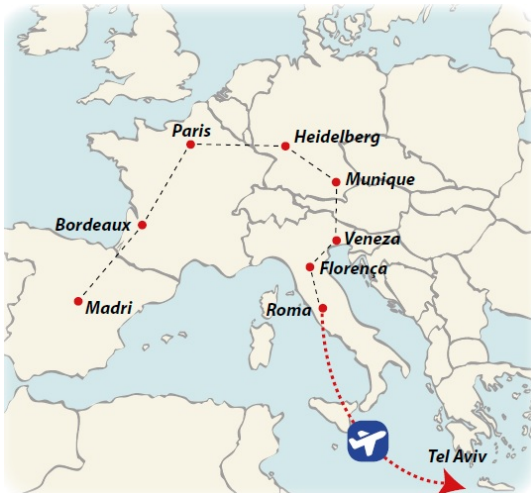 Paris
Heidelberg
Munique
Bordeaux
Veneza
Florença
Madri
Roma
Tel Aviv